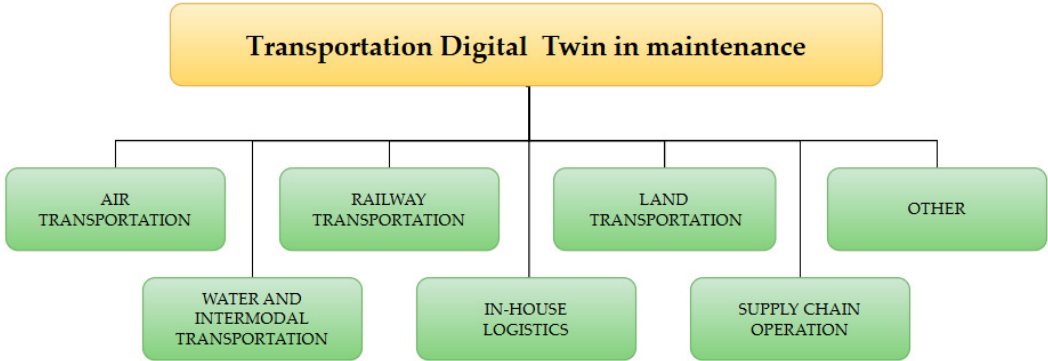 Transportation Digital Twin in maintenance
AIR
TRANSPORTATION
RAILWAY
TRANSPORTATION
LAND
TRANSPORTATION
OTHER
WATER AND
INTERMODAL
TRANSPORTATION
IN-HOUSE
LOGISTICS
SUPPLY CHAIN
OPERATION